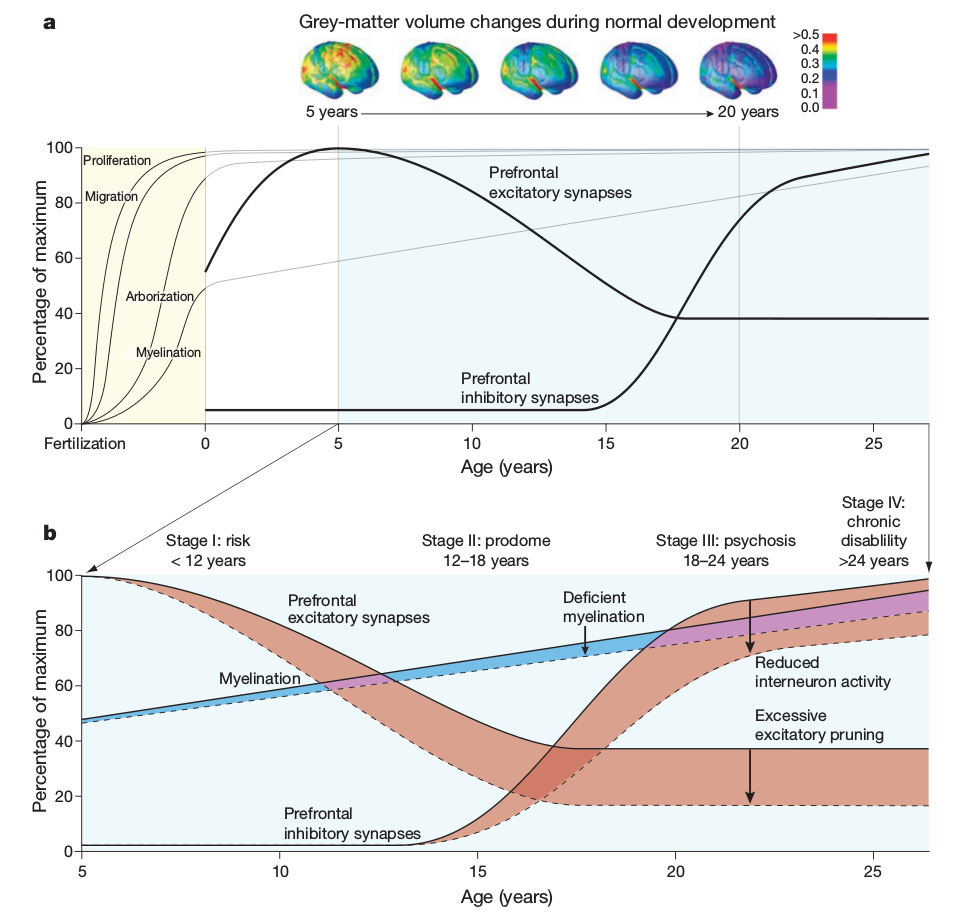 a
Grey-matter volume changes during normal development
>0.5
0.4
0.3
0.2
0.1
0.0
5 years
20 years
Percentage of maximum
100
80
60
40
20
0
Proliferation
Migration
Arborization
Myelination
Prefrontal
excitatory synapses
Prefrontal
inhibitory synapses
Fertilization
0
5
10
15
20
25
Age (years)
b
Stage I: risk
< 12 years
Stage II: prodome
12–18 years
Stage III: psychosis
18–24 years
Stage IV:
chronic
disablility
>24 years
Percentage of maximum
100
80
60
40
20
0
Prefrontal
excitatory synapses
Deficient
myelination
Myelination
Reduced
interneuron activity
Excessive
excitatory pruning
Prefrontal
inhibitory synapses
5
10
15
20
25
Age (years)